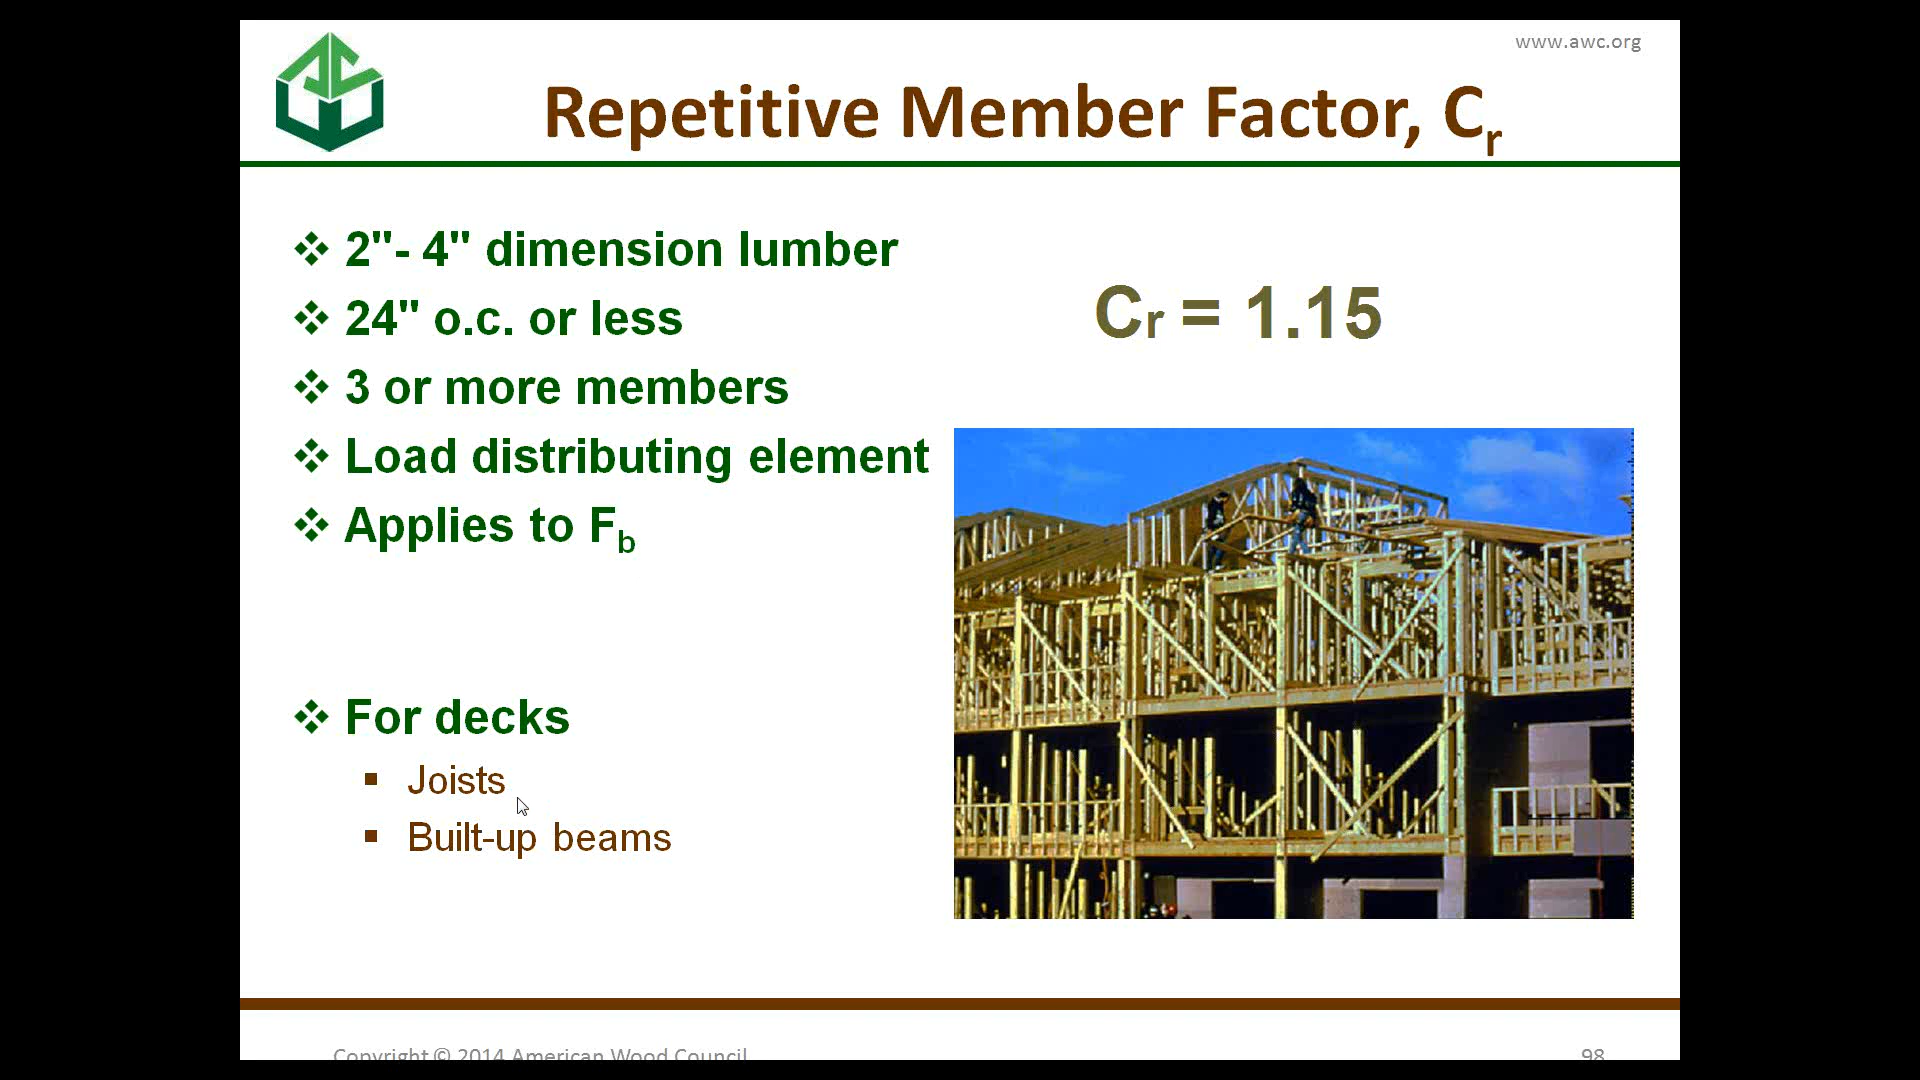 www.awc.org
Repetitive Member Factor, Cr
2"- 4" dimension lumber
24" o.c. or less
3 or more members
Load distributing element
Applies to Fb
Cr = 1.15
For decks
Joists
Built-up beams
Copyright © 2014 American Wood Council
98